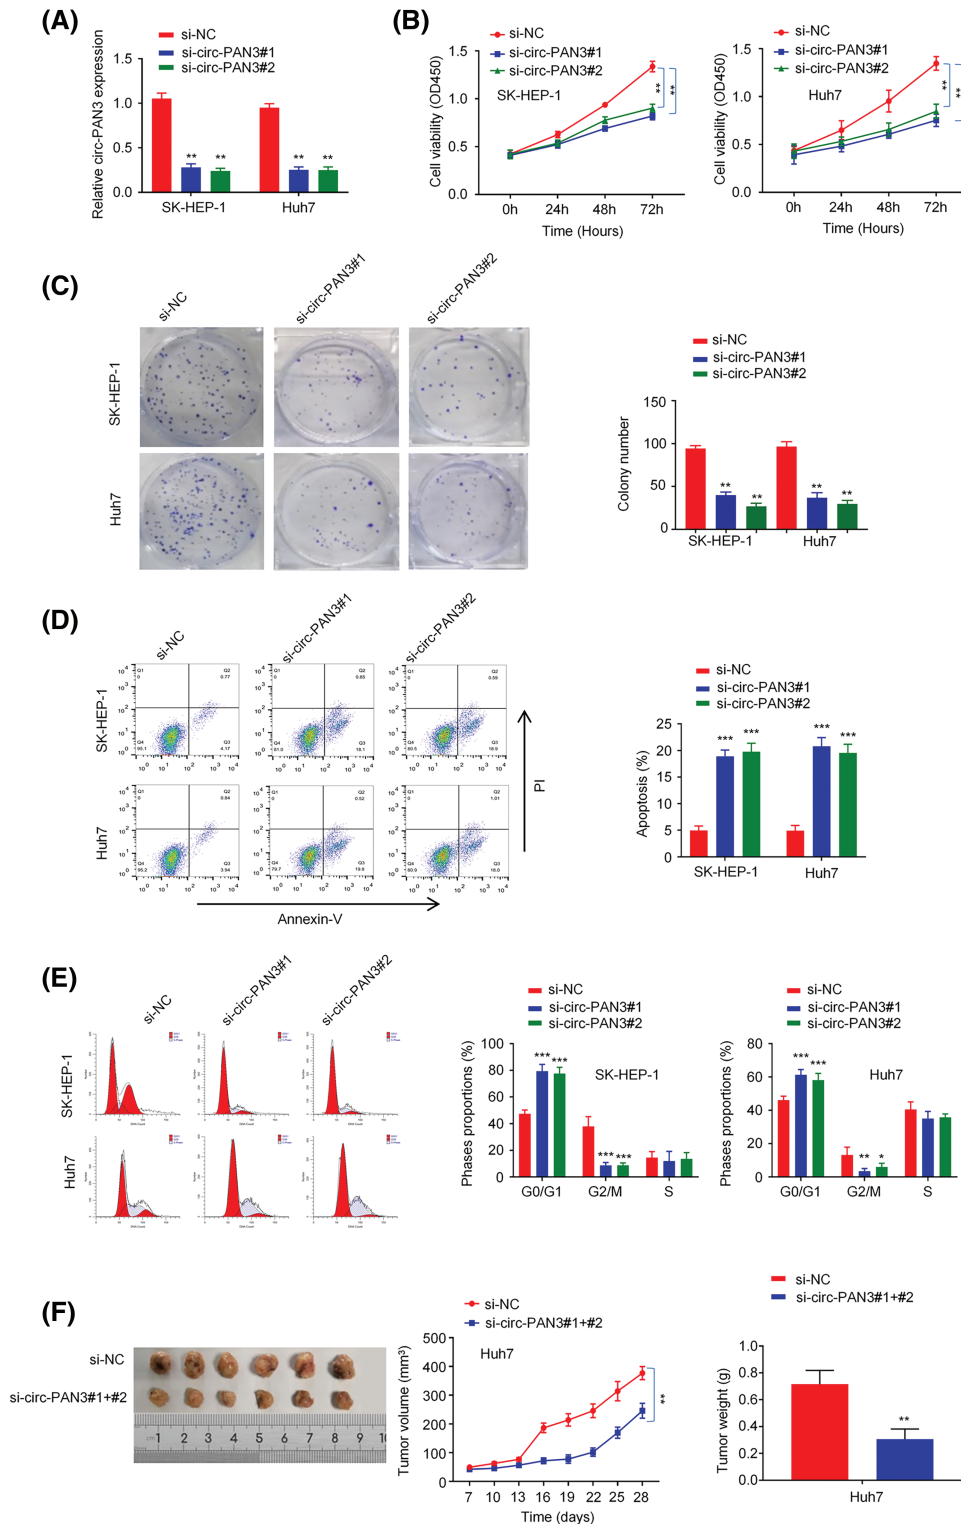 (A)
si-NC
si-circ-PAN3#1
si-circ-PAN3#2
Relative circ-PAN3 expression
1.5
1.0
0.5
0.0
** **
** **
SK-HEP-1 Huh7
(B)
si-NC
si-circ-PAN3#1
si-circ-PAN3#2
SK-HEP-1
Cell viability (OD450)
1.5
1.0
0.5
0.0
** **
0h 24h 48h 72h
Time (Hours)
si-NC
si-circ-PAN3#1
si-circ-PAN3#2
Huh7
Cell viability (OD450)
1.5
1.0
0.5
0.0
** **
0h 24h 48h 72h
Time (Hours)
(C)
si-NC
si-circ-PAN3#1
si-circ-PAN3#2
SK-HEP-1
Huh7
si-NC
si-circ-PAN3#1
si-circ-PAN3#2
Colony number
150
100
50
0
** **
** **
SK-HEP-1 Huh7
(D)
si-NC
si-circ-PAN3#1
si-circ-PAN3#2
SK-HEP-1
Huh7
PI
Annexin-V
si-NC
si-circ-PAN3#1
si-circ-PAN3#2
Apoptosis (%)
25
20
15
10
5
0
*** ***
*** ***
SK-HEP-1 Huh7
(E)
si-NC
si-circ-PAN3#1
si-circ-PAN3#2
SK-HEP-1
Huh7
si-NC
si-circ-PAN3#1
si-circ-PAN3#2
SK-HEP-1
Phases proportions (%)
100
80
60
40
20
0
*** ***
*** ***
G0/G1 G2/M S
si-NC
si-circ-PAN3#1
si-circ-PAN3#2
Huh7
Phases proportions (%)
80
60
40
20
0
*** ***
** *
G0/G1 G2/M S
(F)
si-NC
si-circ-PAN3#1+#2
cm 1 2 3 4 5 6 7 8 9 10
si-NC
si-circ-PAN3#1+#2
Huh7
Tumor volume (mm³)
500
400
300
200
100
0
**
7 10 13 16 19 22 25 28
Time (days)
si-NC
si-circ-PAN3#1+#2
Tumor weight (g)
1.0
0.8
0.6
0.4
0.2
0.0
**
Huh7